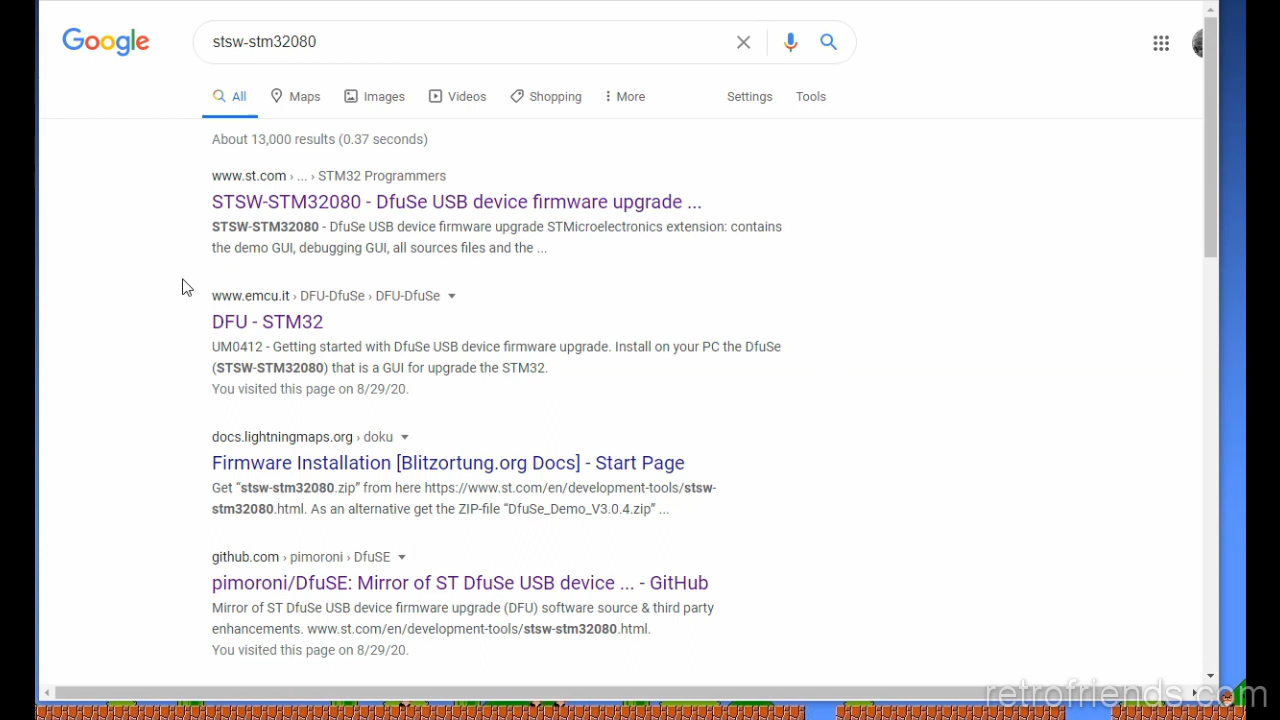 Google
stsw-stm32080
All Maps Images Videos Shopping More Settings Tools
About 13,000 results (0.37 seconds)
www.st.com › ... › STM32 Programmers
STSW-STM32080 - DfuSe USB device firmware upgrade ...
STSW-STM32080 - DfuSe USB device firmware upgrade STMicroelectronics extension: contains
the demo GUI, debugging GUI, all sources files and the ...
www.emcu.it › DFU-DfuSe › DFU-DfuSe
DFU - STM32
UM0412 - Getting started with DfuSe USB device firmware upgrade. Install on your PC the DfuSe
(STSW-STM32080) that is a GUI for upgrade the STM32.
You visited this page on 8/29/20.
docs.lightningmaps.org › doku
Firmware Installation [Blitzortung.org Docs] - Start Page
Get “stsw-stm32080.zip” from here https://www.st.com/en/development-tools/stsw-
stm32080.html. As an alternative get the ZIP-file “DfuSe_Demo_V3.0.4.zip” ...
github.com › pimoroni › DfuSE
pimoroni/DfuSE: Mirror of ST DfuSe USB device ... - GitHub
Mirror of ST DfuSe USB device firmware upgrade (DFU) software source & third party
enhancements. www.st.com/en/development-tools/stsw-stm32080.html.
You visited this page on 8/29/20.
retrofriends.com